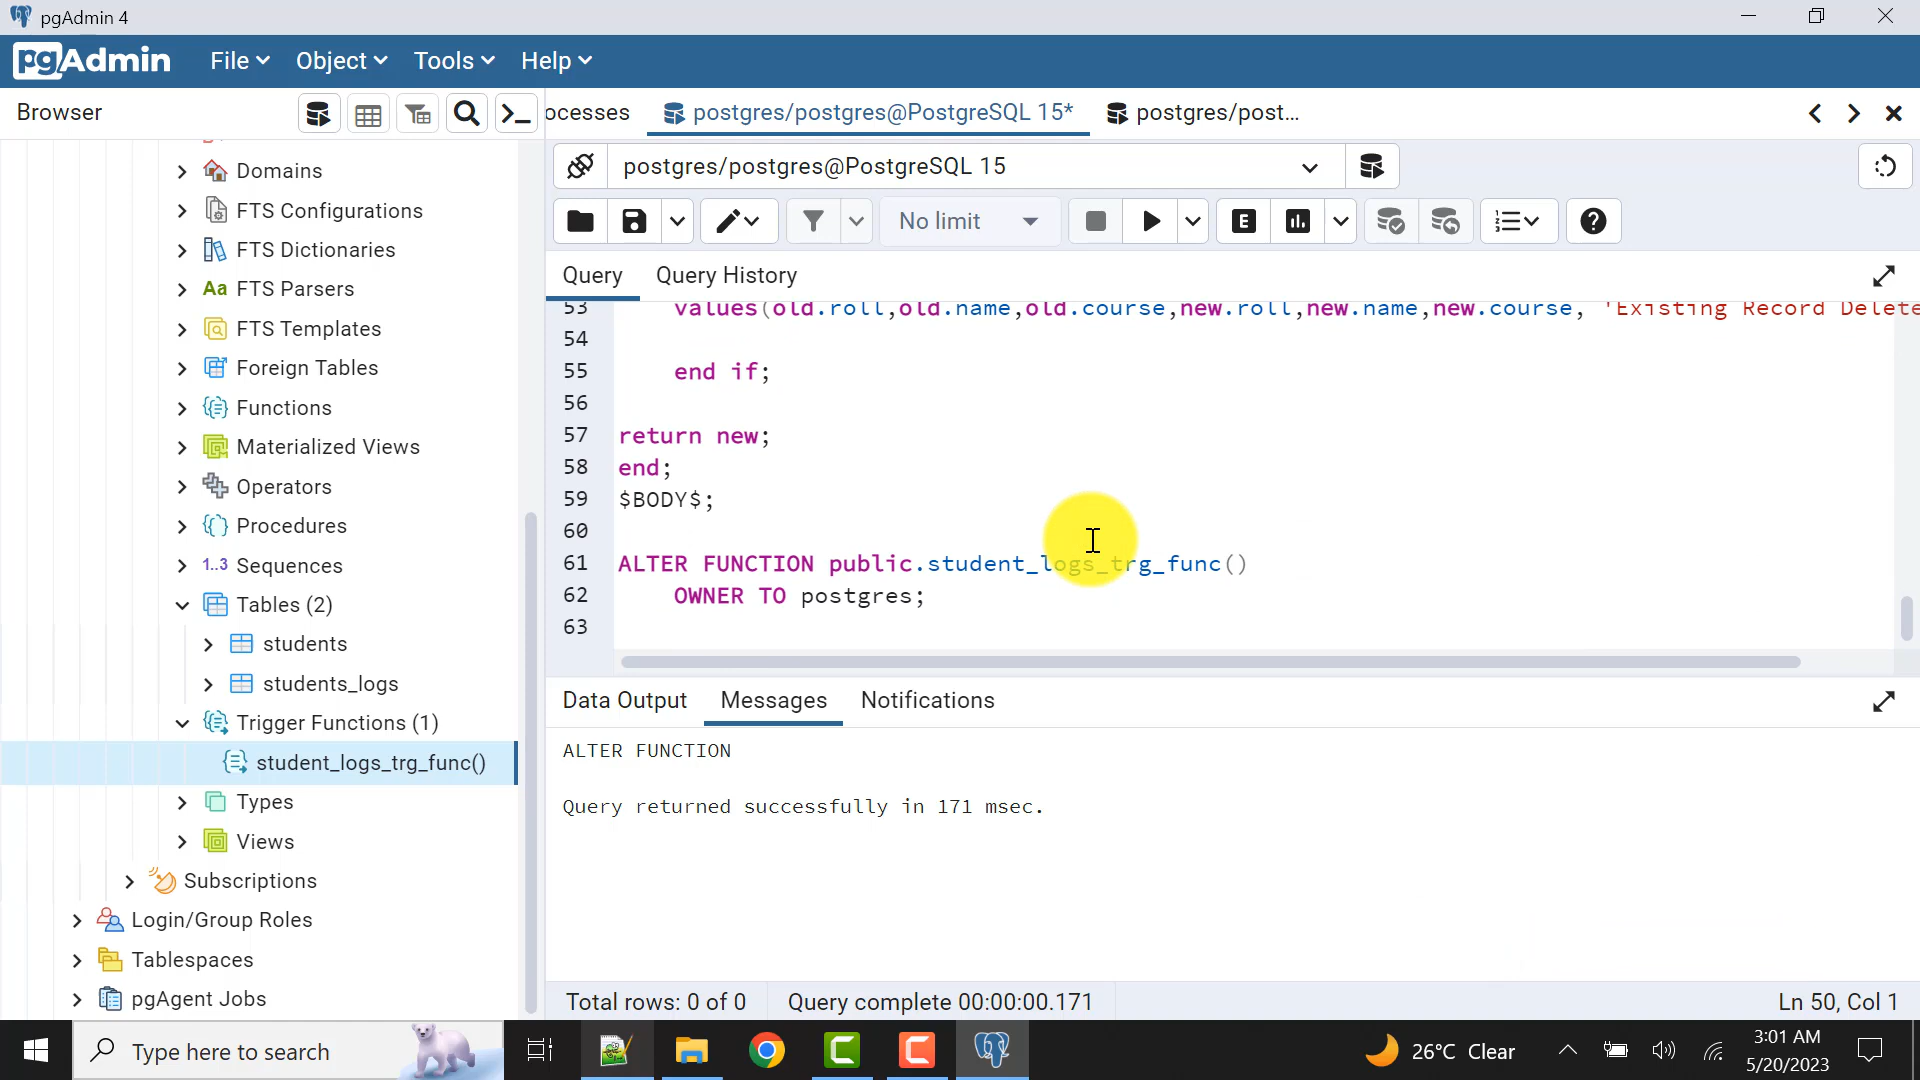 pgAdmin 4
pgAdmin File Object Tools Help
Browser
ocesses postgres/postgres@PostgreSQL 15* postgres/post...
postgres/postgres@PostgreSQL 15
No limit
E
Query Query History
Domains
FTS Configurations
FTS Dictionaries
Aa FTS Parsers
FTS Templates
Foreign Tables
Functions
Materialized Views
Operators
Procedures
1..3 Sequences
Tables (2)
students
students_logs
Trigger Functions (1)
student_logs_trg_func()
Types
Views
Subscriptions
Login/Group Roles
Tablespaces
pgAgent Jobs
53 values(old.roll,old.name,old.course,new.roll,new.name,new.course, 'Existing Record Delete
54
55 end if;
56
57 return new;
58 end;
59 $BODY$;
60
61 ALTER FUNCTION public.student_logs_trg_func()
62 OWNER TO postgres;
63
Data Output Messages Notifications
ALTER FUNCTION
Query returned successfully in 171 msec.
Total rows: 0 of 0 Query complete 00:00:00.171 Ln 50, Col 1
Type here to search
26°C Clear
3:01 AM
5/20/2023